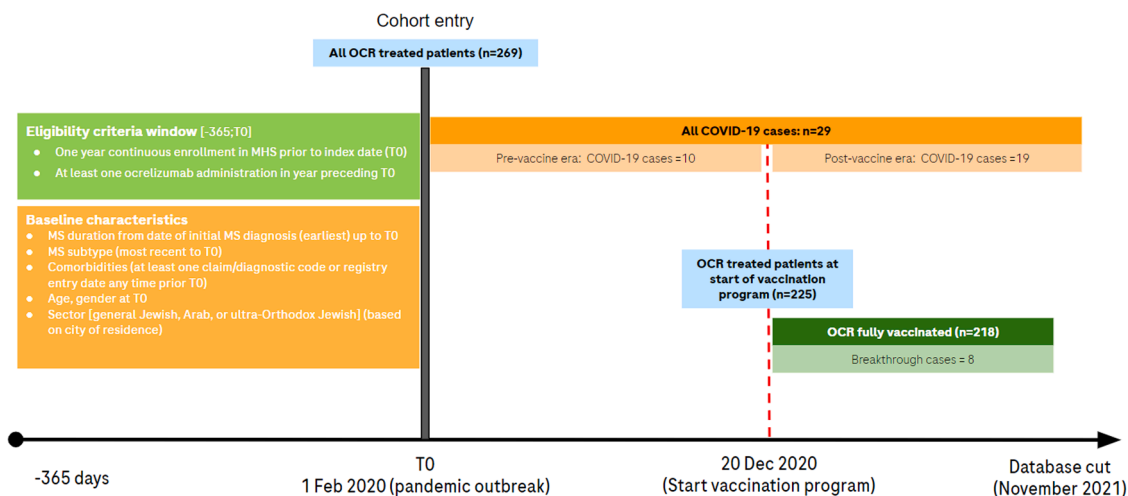 Cohort entry
All OCR treated patients (n=269)
Eligibility criteria window [-365;T0]
● One year continuous enrollment in MHS prior to index date (T0)
● At least one ocrelizumab administration in year preceding T0
All COVID-19 cases: n=29
Pre-vaccine era: COVID-19 cases =10
Post-vaccine era: COVID-19 cases =19
Baseline characteristics
● MS duration from date of initial MS diagnosis (earliest) up to T0
● MS subtype (most recent to T0)
● Comorbidities (at least one claim/diagnostic code or registry
entry date any time prior T0)
● Age, gender at T0
● Sector [general Jewish, Arab, or ultra-Orthodox Jewish] (based
on city of residence)
OCR treated patients at
start of vaccination
program (n=225)
OCR fully vaccinated (n=218)
Breakthrough cases = 8
-365 days
T0
1 Feb 2020 (pandemic outbreak)
20 Dec 2020
(Start vaccination program)
Database cut
(November 2021)